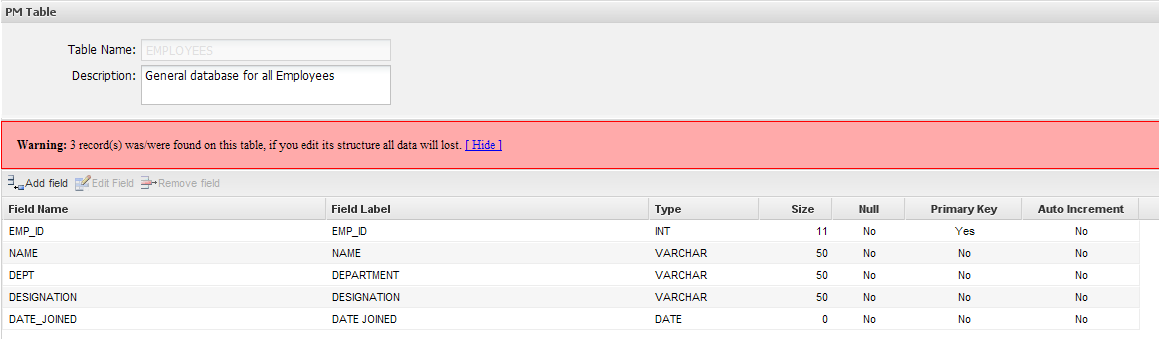 PM Table
Table Name: EMPLOYEES
Description: General database for all Employees
Warning: 3 record(s) was/were found on this table, if you edit its structure all data will lost. [ Hide ]
Add field Edit Field Remove field
Field Name Field Label Type Size Null Primary Key Auto Increment
EMP_ID EMP_ID INT 11 No Yes No
NAME NAME VARCHAR 50 No No No
DEPT DEPARTMENT VARCHAR 50 No No No
DESIGNATION DESIGNATION VARCHAR 50 No No No
DATE_JOINED DATE JOINED DATE 0 No No No